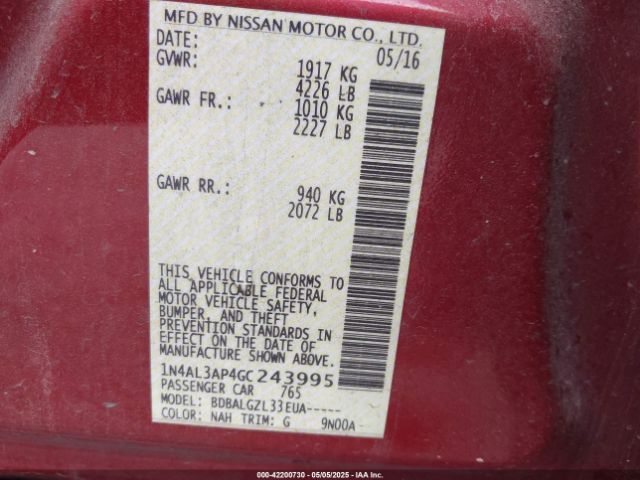 MFD BY NISSAN MOTOR CO., LTD.
DATE: 05/16
GVWR: 1917 KG
4226 LB
GAWR FR.: 1010 KG
2227 LB
GAWR RR.: 940 KG
2072 LB
THIS VEHICLE CONFORMS TO
ALL APPLICABLE FEDERAL
MOTOR VEHICLE SAFETY,
BUMPER, AND THEFT
PREVENTION STANDARDS IN
EFFECT ON THE DATE OF
MANUFACTURE SHOWN ABOVE.
1N4AL3AP4GC243995
PASSENGER CAR 765
MODEL: BDBALGZL33EUA-----
COLOR: NAH TRIM: G 9N00A
000-42200730 - 05/05/2025 - IAA Inc.